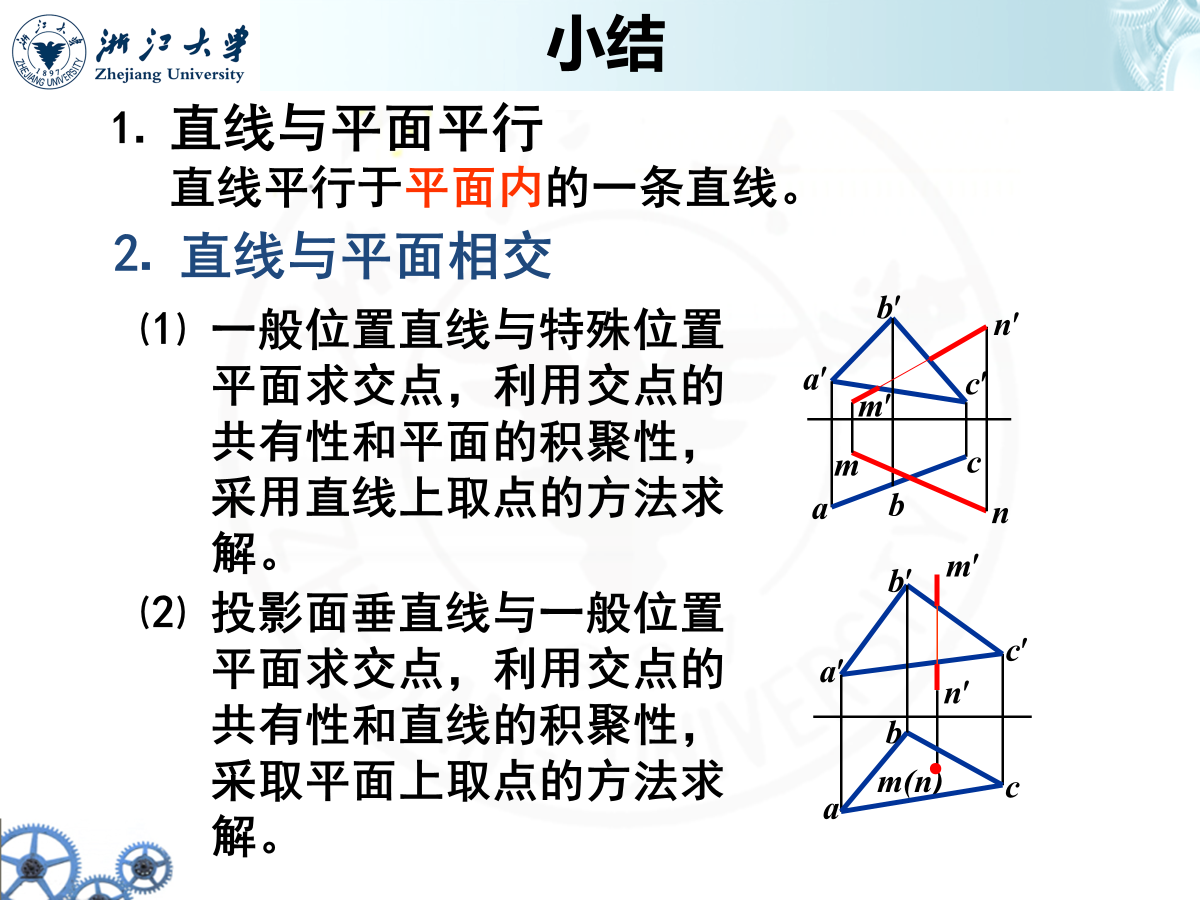 浙江大学
Zhejiang University
ZHEJIANG UNIVERSITY
1897
小结
1. 直线与平面平行
直线平行于平面内的一条直线。
2. 直线与平面相交
(1) 一般位置直线与特殊位置
平面求交点，利用交点的
共有性和平面的积聚性，
采用直线上取点的方法求
解。
(2) 投影面垂直线与一般位置
平面求交点，利用交点的
共有性和直线的积聚性，
采取平面上取点的方法求
解。
b′
n′
a′
c′
m′
m
c
a
b
n
m′
b′
c′
a′
n′
b
m(n)
c
a